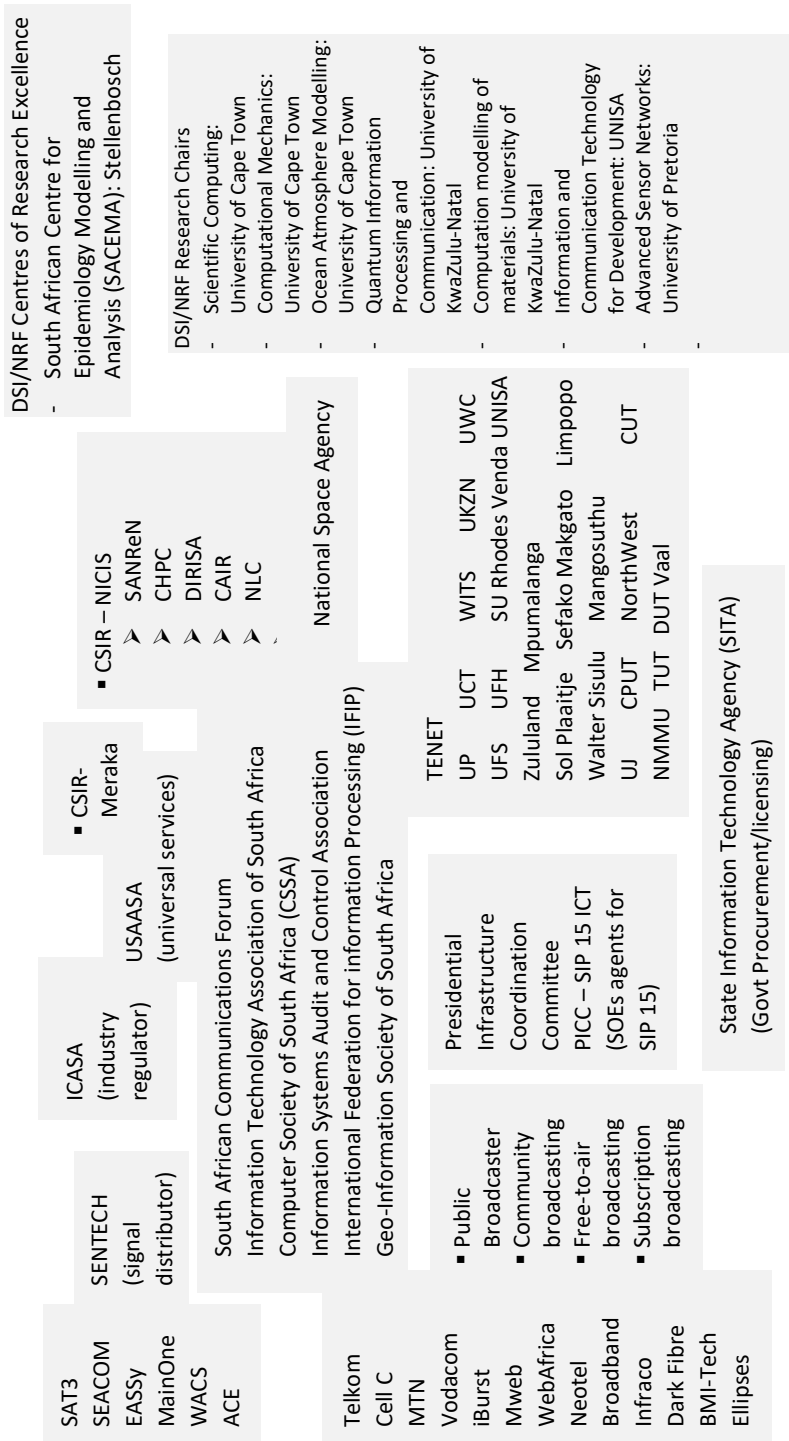 SAT3
SEACOM
EASSy
MainOne
WACS
ACE
SENTECH
(signal
distributor)
ICASA
(industry
regulator)
USAASA
(universal services)
▪ CSIR-
Meraka
▪ CSIR – NICIS
➢ SANReN
➢ CHPC
➢ DIRISA
➢ CAIR
➢ NLC
DSI/NRF Centres of Research Excellence
- South African Centre for
Epidemiology Modelling and
Analysis (SACEMA): Stellenbosch
South African Communications Forum
Information Technology Association of South Africa
Computer Society of South Africa (CSSA)
Information Systems Audit and Control Association
International Federation for information Processing (IFIP)
Geo-Information Society of South Africa
National Space Agency
DSI/NRF Research Chairs
- Scientific Computing:
University of Cape Town
- Computational Mechanics:
University of Cape Town
- Ocean Atmosphere Modelling:
University of Cape Town
- Quantum Information
Processing and
Communication: University of
KwaZulu-Natal
- Computation modelling of
materials: University of
KwaZulu-Natal
- Information and
Communication Technology
for Development: UNISA
- Advanced Sensor Networks:
University of Pretoria
-
Telkom
Cell C
MTN
Vodacom
iBurst
Mweb
WebAfrica
Neotel
Broadband
Infraco
Dark Fibre
BMI-Tech
Ellipses
▪ Public
Broadcaster
▪ Community
broadcasting
▪ Free-to-air
broadcasting
▪ Subscription
broadcasting
Presidential
Infrastructure
Coordination
Committee
PICC – SIP 15 ICT
(SOEs agents for
SIP 15)
TENET
UP UCT WITS UKZN UWC
UFS UFH SU Rhodes Venda UNISA
Zululand Mpumalanga
Sol Plaaitje Sefako Makgato Limpopo
Walter Sisulu Mangosuthu
UJ CPUT NorthWest CUT
NMMU TUT DUT Vaal
State Information Technology Agency (SITA)
(Govt Procurement/licensing)